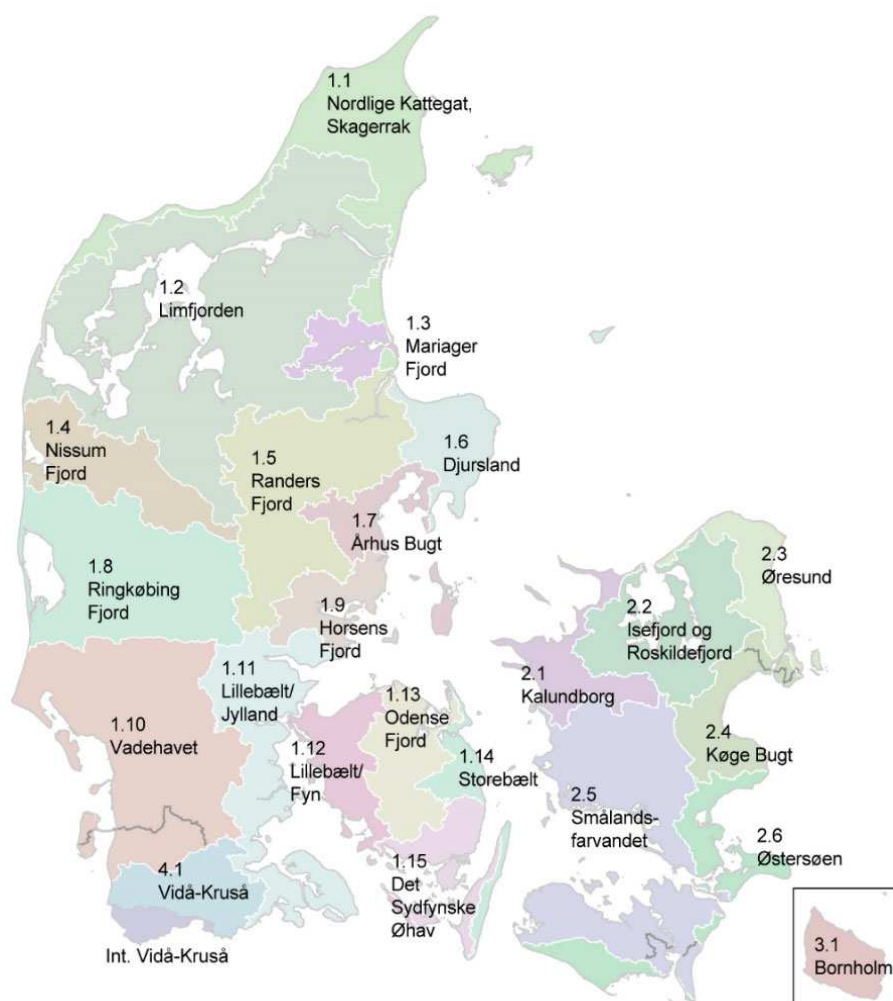 1.1
Nordlige Kattegat,
Skagerrak
1.2
Limfjorden
1.3
Mariager
Fjord
1.4
Nissum
Fjord
1.5
Randers
Fjord
1.6
Djursland
1.7
Århus Bugt
1.8
Ringkøbing
Fjord
1.9
Horsens
Fjord
2.3
Øresund
2.2
Isefjord og
Roskildefjord
2.1
Kalundborg
1.11
Lillebælt/
Jylland
1.10
Vadehavet
1.12
Lillebælt/
Fyn
1.13
Odense
Fjord
1.14
Storebælt
2.4
Køge Bugt
2.5
Smålands-
farvandet
2.6
Østersøen
1.15
Det
Sydfynske
Øhav
4.1
Vidå-Kruså
Int. Vidå-Kruså
3.1
Bornholm